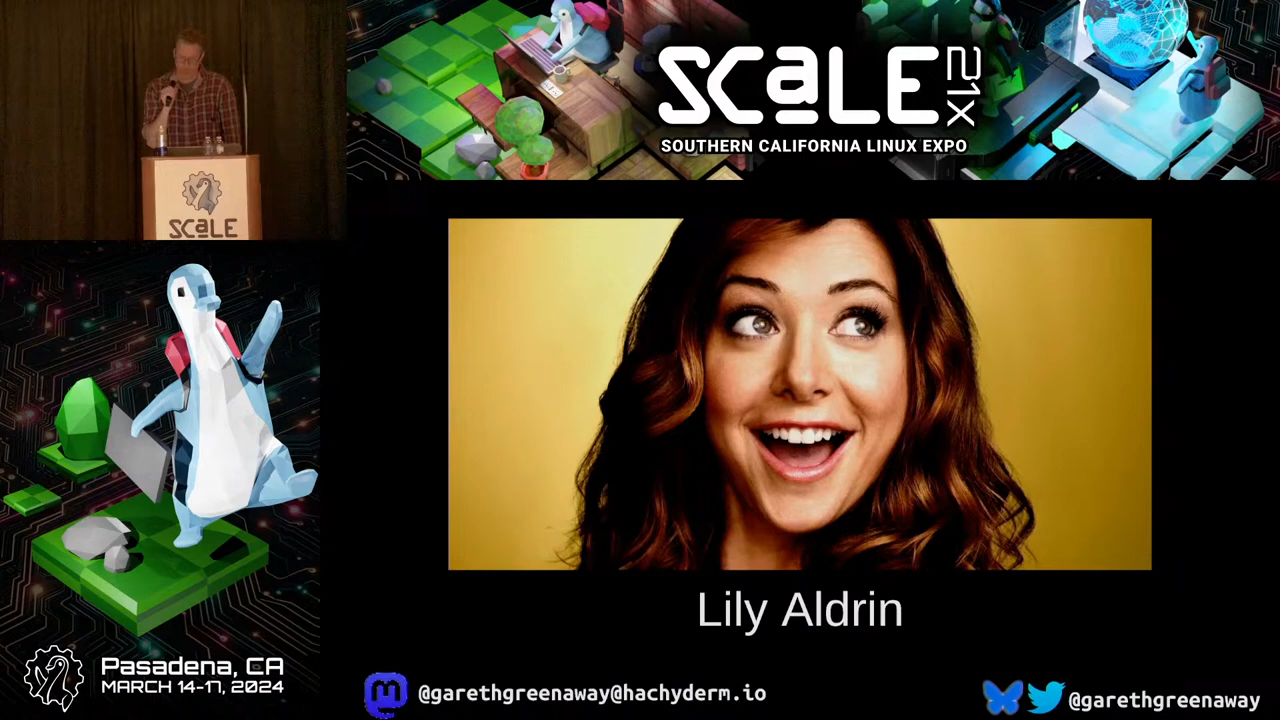 SCaLE 21X
SOUTHERN CALIFORNIA LINUX EXPO
SCaLE
Lily Aldrin
Pasadena, CA
MARCH 14-17, 2024
@garethgreenaway@hachyderm.io
@garethgreenaway